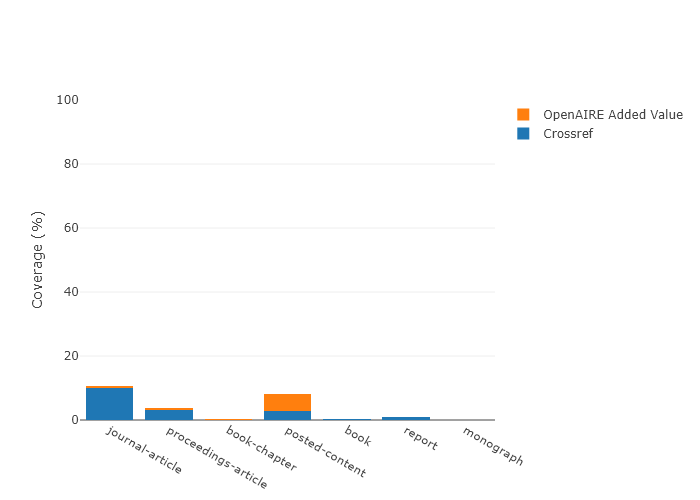 100
80
60
40
20
0
Coverage (%)
journal-article
proceedings-article
book-chapter
posted-content
book
report
monograph
OpenAIRE Added Value
Crossref